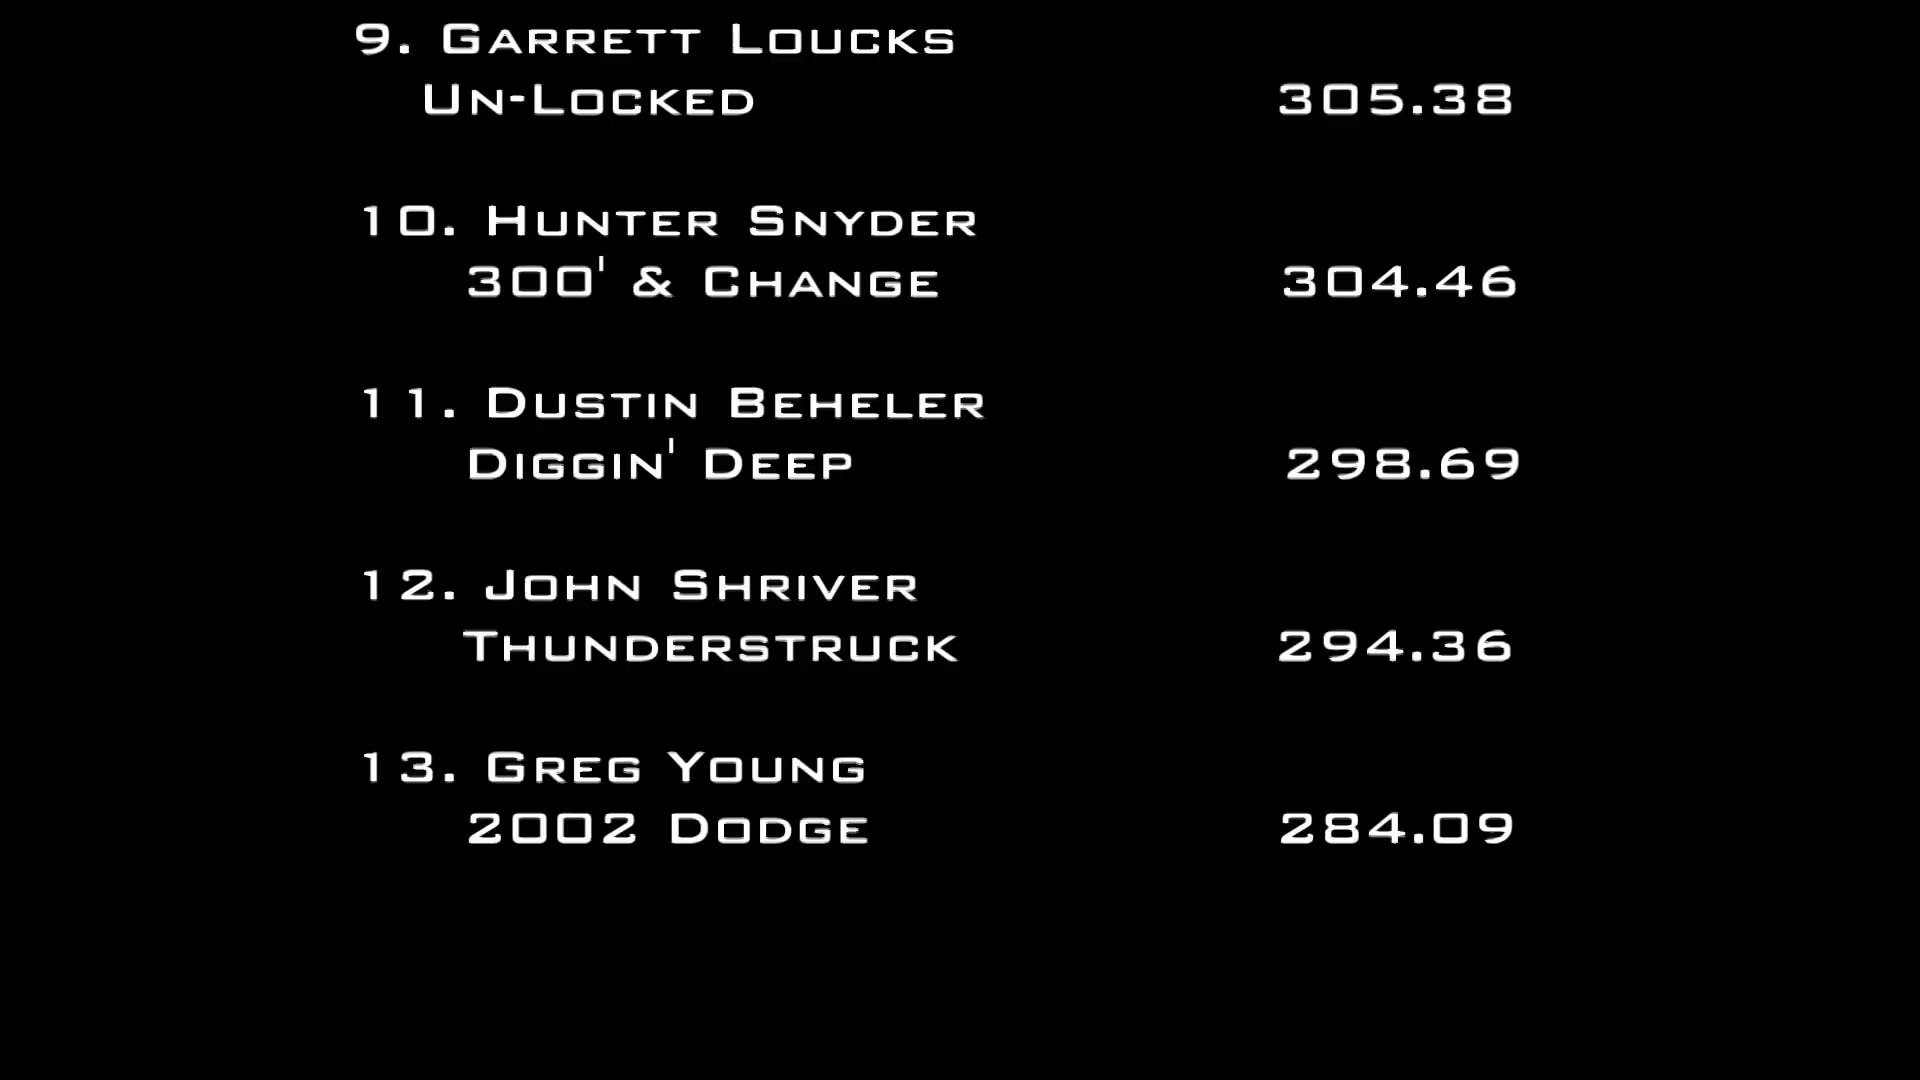 9. Garrett Loucks
Un-Locked 305.38
10. Hunter Snyder
300' & Change 304.46
11. Dustin Beheler
Diggin' Deep 298.69
12. John Shriver
Thunderstruck 294.36
13. Greg Young
2002 Dodge 284.09